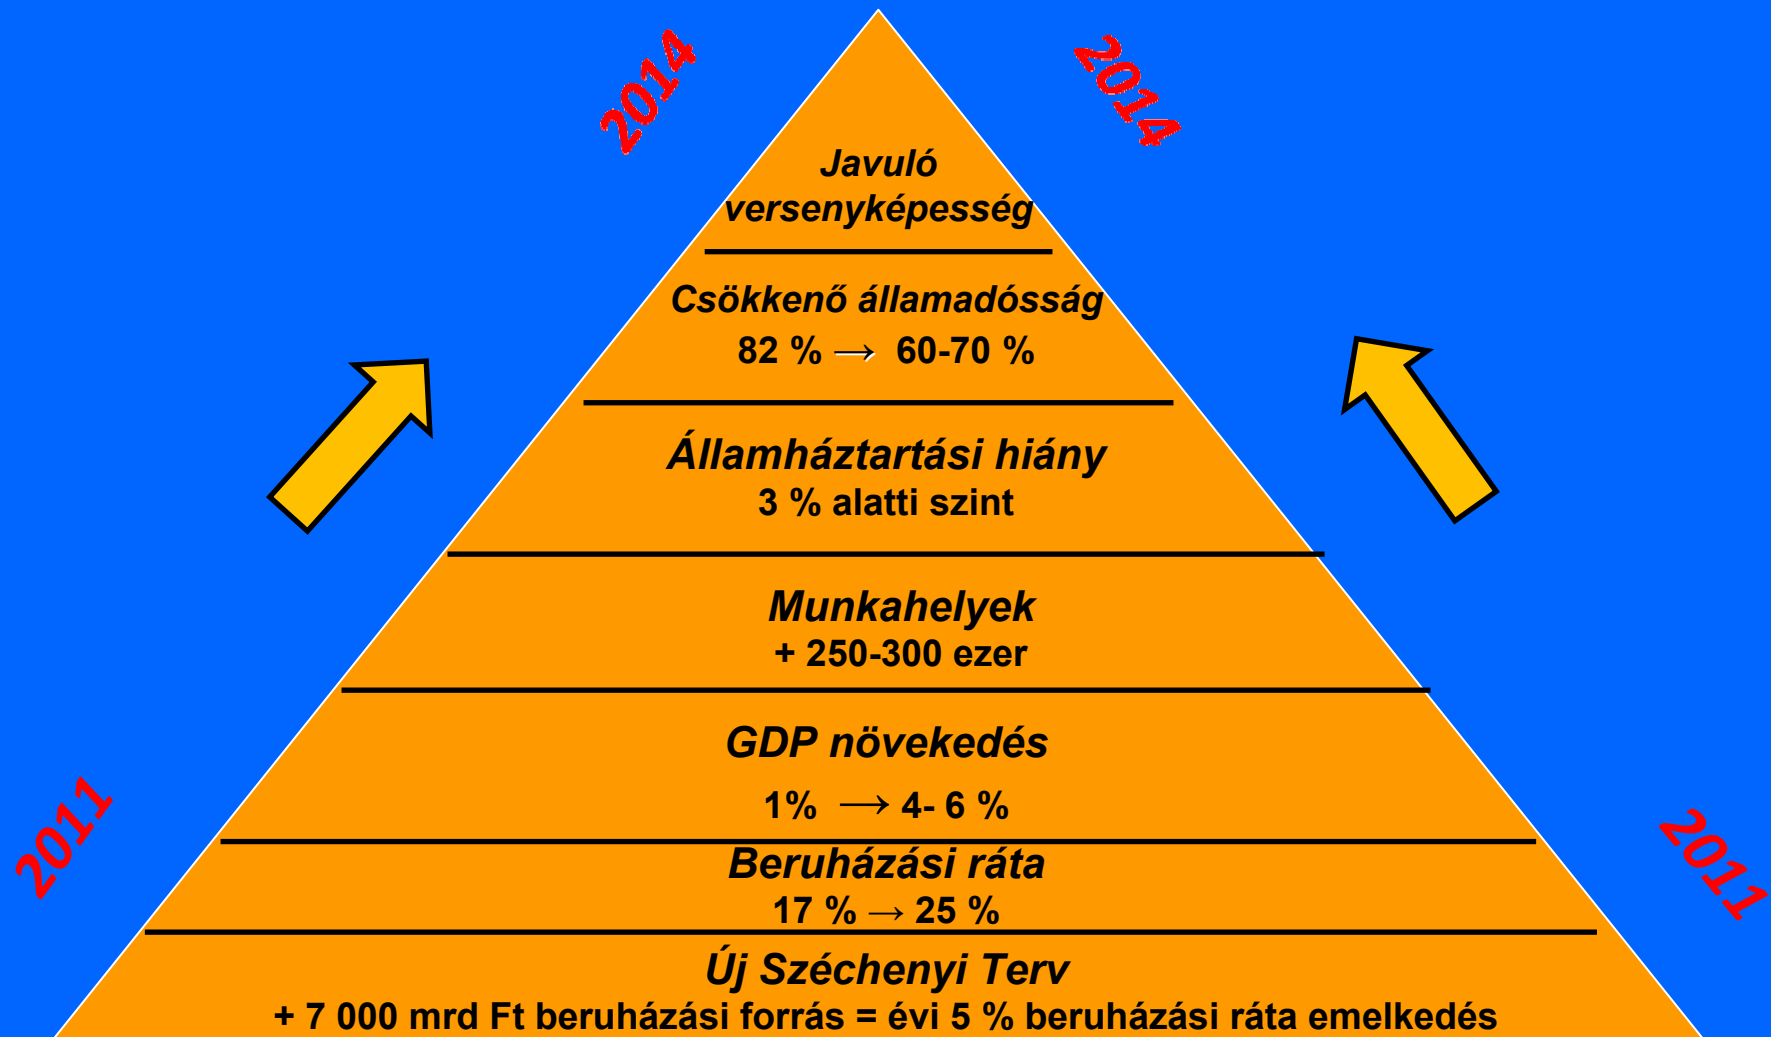 2014
2014
Javuló
versenyképesség
Csökkenő államadósság
82 % → 60-70 %
Államháztartási hiány
3 % alatti szint
Munkahelyek
+ 250-300 ezer
GDP növekedés
1% → 4- 6 %
2011
2011
Beruházási ráta
17 % → 25 %
Új Széchenyi Terv
+ 7 000 mrd Ft beruházási forrás = évi 5 % beruházási ráta emelkedés